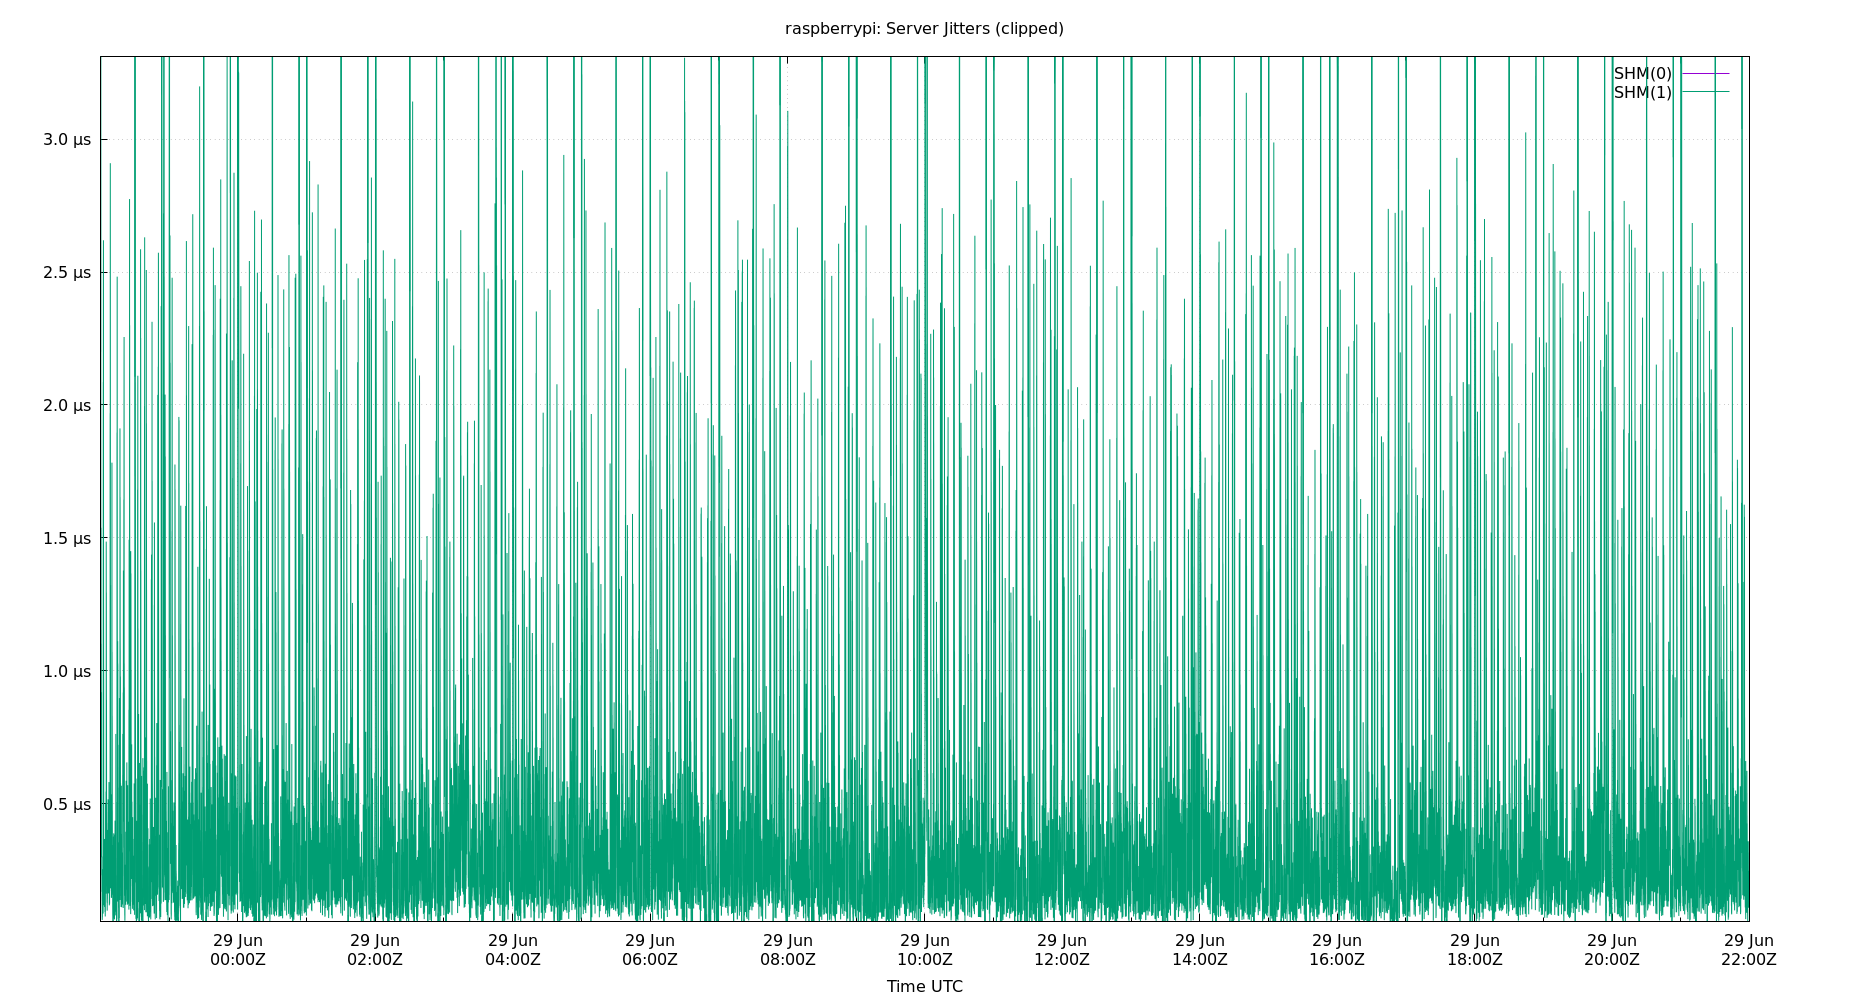 raspberrypi: Server Jitters (clipped)
SHM(0)
SHM(1)
3.0 µs
2.5 µs
2.0 µs
1.5 µs
1.0 µs
0.5 µs
29 Jun 29 Jun 29 Jun 29 Jun 29 Jun 29 Jun 29 Jun 29 Jun 29 Jun 29 Jun 29 Jun 29 Jun
00:00Z 02:00Z 04:00Z 06:00Z 08:00Z 10:00Z 12:00Z 14:00Z 16:00Z 18:00Z 20:00Z 22:00Z
Time UTC